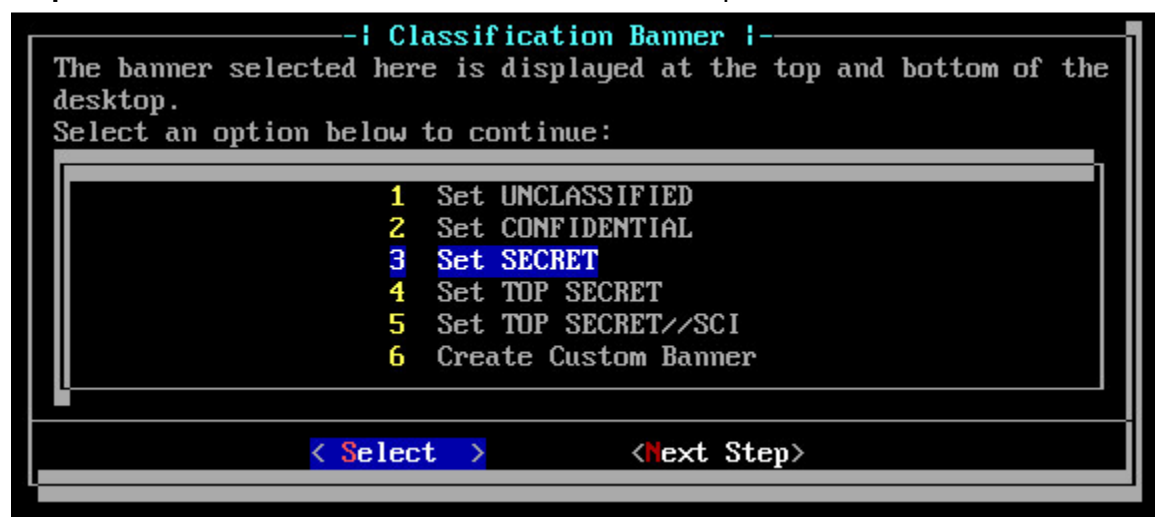 -| Classification Banner |-
The banner selected here is displayed at the top and bottom of the
desktop.
Select an option below to continue:
1 Set UNCLASSIFIED
2 Set CONFIDENTIAL
3 Set SECRET
4 Set TOP SECRET
5 Set TOP SECRET//SCI
6 Create Custom Banner
< Select > <Next Step>